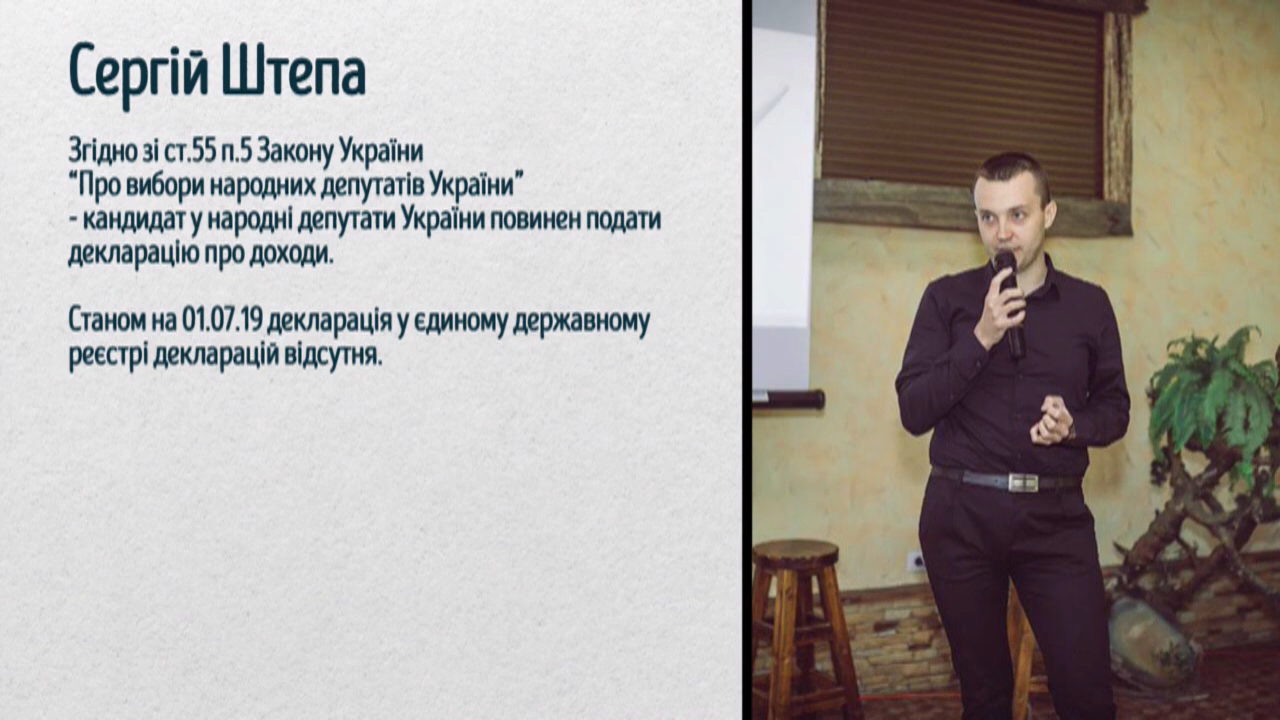 Сергій Штепа
Згідно зі ст.55 п.5 Закону України
“Про вибори народних депутатів України”
- кандидат у народні депутати України повинен подати
декларацію про доходи.
Станом на 01.07.19 декларація у єдиному державному
реєстрі декларацій відсутня.